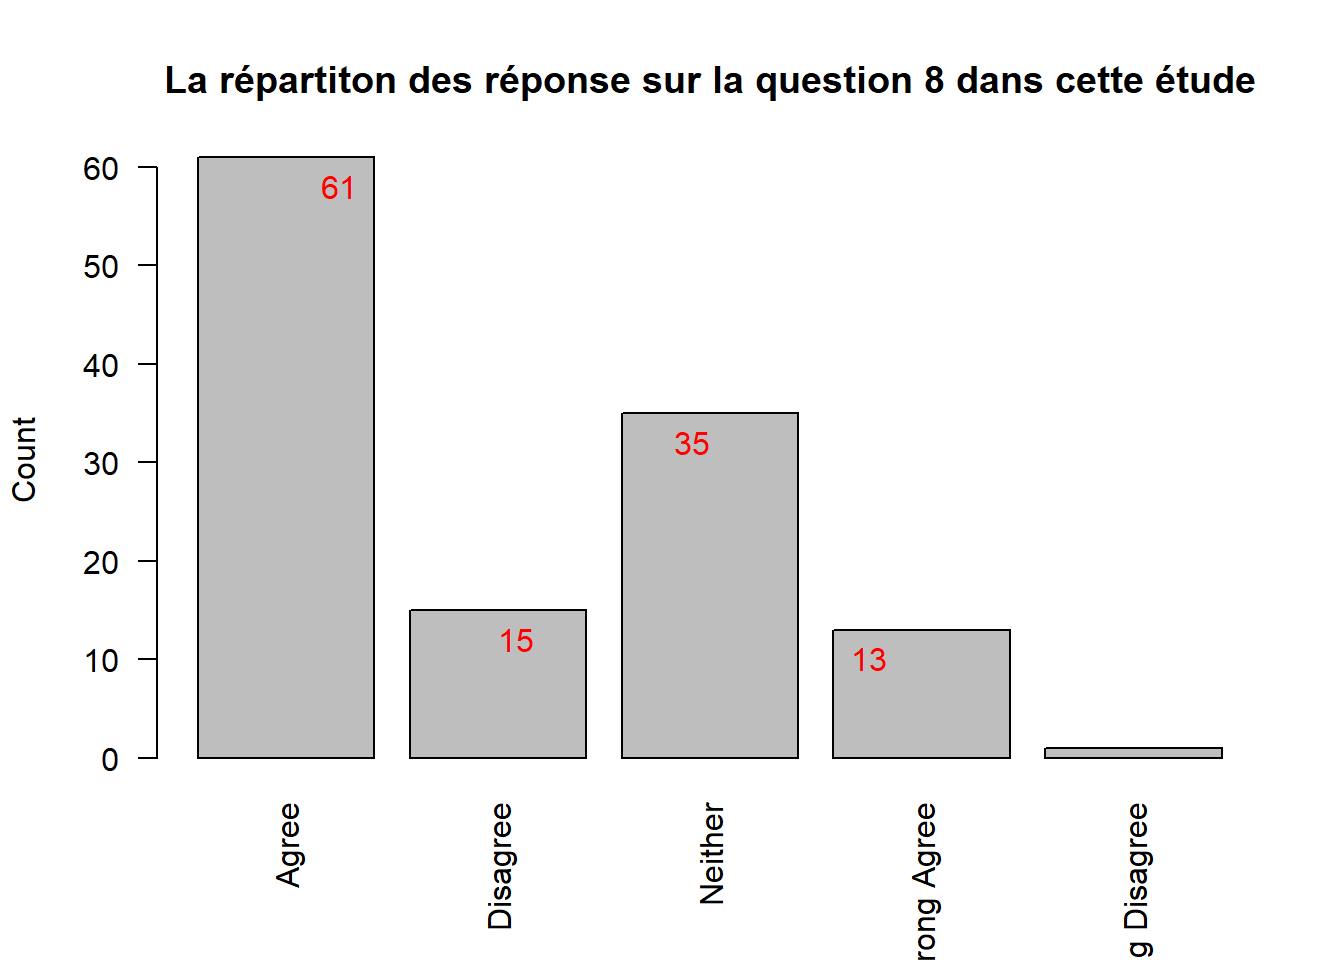 La répartiton des réponse sur la question 8 dans cette étude
Count
60
50
40
30
20
10
0
61
15
35
13
Agree
Disagree
Neither
rong Agree
g Disagree